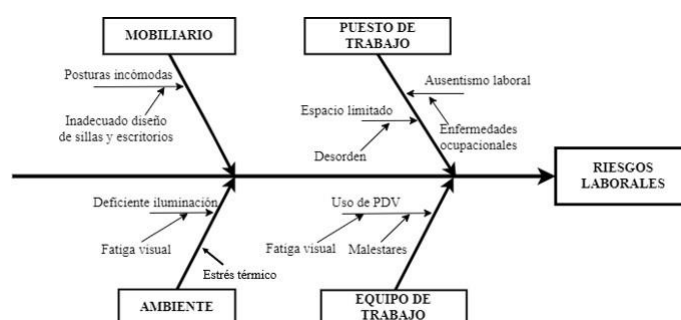 MOBILIARIO
PUESTO DE
TRABAJO
Posturas incómodas
Inadecuado diseño
de sillas y escritorios
Ausentismo laboral
Espacio limitado
Enfermedades
ocupacionales
Desorden
RIESGOS
LABORALES
Deficiente iluminación
Fatiga visual
Estrés térmico
Uso de PDV
Fatiga visual
Malestares
AMBIENTE
EQUIPO DE
TRABAJO